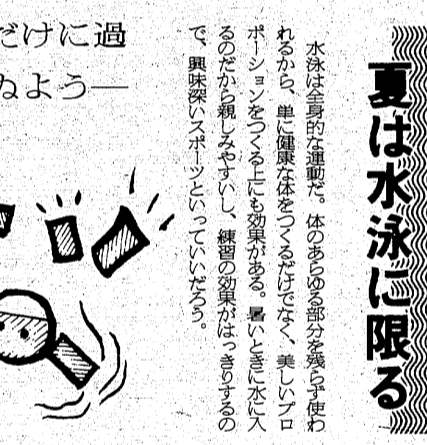 夏は水泳に限る
水泳は全身的な運動だ。体のあらゆる部分を残らず使わ
れるから、単に健康な体をつくるだけでなく、美しいプロ
ポーションをつくる上にも効果がある。暑いときに水に入
るのだから親しみやすいし、練習の効果がはっきりするの
で、興味深いスポーツといっていいだろう。
だけに過
ぬよう―